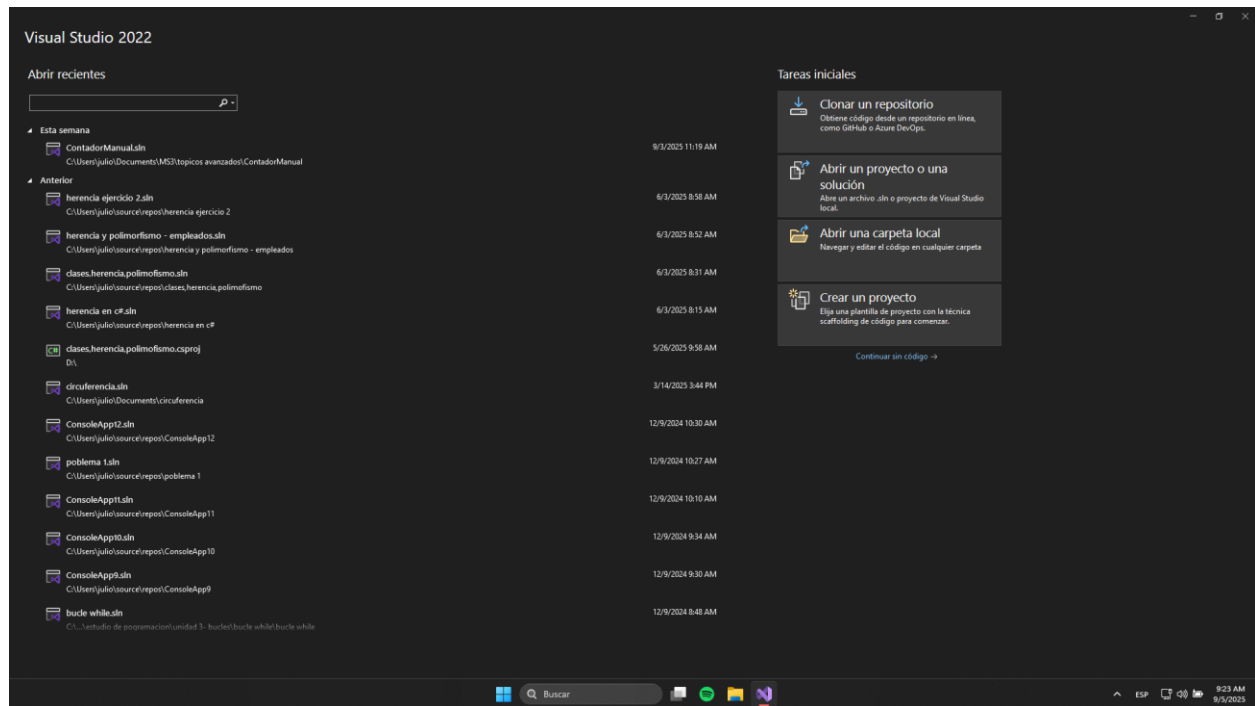 Visual Studio 2022
Abrir recientes
Esta semana
ContadorManual.sln
9/3/2025 11:19 AM
C:\Users\julio\Documents\MS3\topicos avanzados\ContadorManual
Anterior
herencia ejercicio 2.sln
6/3/2025 8:58 AM
C:\Users\julio\source\repos\herencia ejercicio 2
herencia y polimorfismo - empleados.sln
6/3/2025 8:52 AM
C:\Users\julio\source\repos\herencia y polimorfismo - empleados
clases,herencia,polimofismo.sln
6/3/2025 8:31 AM
C:\Users\julio\source\repos\clases,herencia,polimofismo
herencia en c#.sln
6/3/2025 8:15 AM
C:\Users\julio\source\repos\herencia en c#
clases,herencia,polimofismo.csproj
5/26/2025 9:58 AM
D:\
circuferencia.sln
3/14/2025 3:44 PM
C:\Users\julio\Documents\circuferencia
ConsoleApp12.sln
12/9/2024 10:30 AM
C:\Users\julio\source\repos\ConsoleApp12
poblema 1.sln
12/9/2024 10:27 AM
C:\Users\julio\source\repos\poblema 1
ConsoleApp11.sln
12/9/2024 10:10 AM
C:\Users\julio\source\repos\ConsoleApp11
ConsoleApp10.sln
12/9/2024 9:34 AM
C:\Users\julio\source\repos\ConsoleApp10
ConsoleApp9.sln
12/9/2024 9:30 AM
C:\Users\julio\source\repos\ConsoleApp9
bucle while.sln
12/9/2024 8:48 AM
C:\...\estudio de pogramacion\unidad 3- bucles\bucle while\bucle while
Tareas iniciales
Clonar un repositorio
Obtiene código desde un repositorio en línea,
como GitHub o Azure DevOps.
Abrir un proyecto o una
solución
Abre un archivo .sln o proyecto de Visual Studio
local.
Abrir una carpeta local
Navegar y editar el código en cualquier carpeta
Crear un proyecto
Elija una plantilla de proyecto con la técnica
scaffolding de código para comenzar.
Continuar sin código →
Buscar
ESP
9:23 AM
9/5/2025